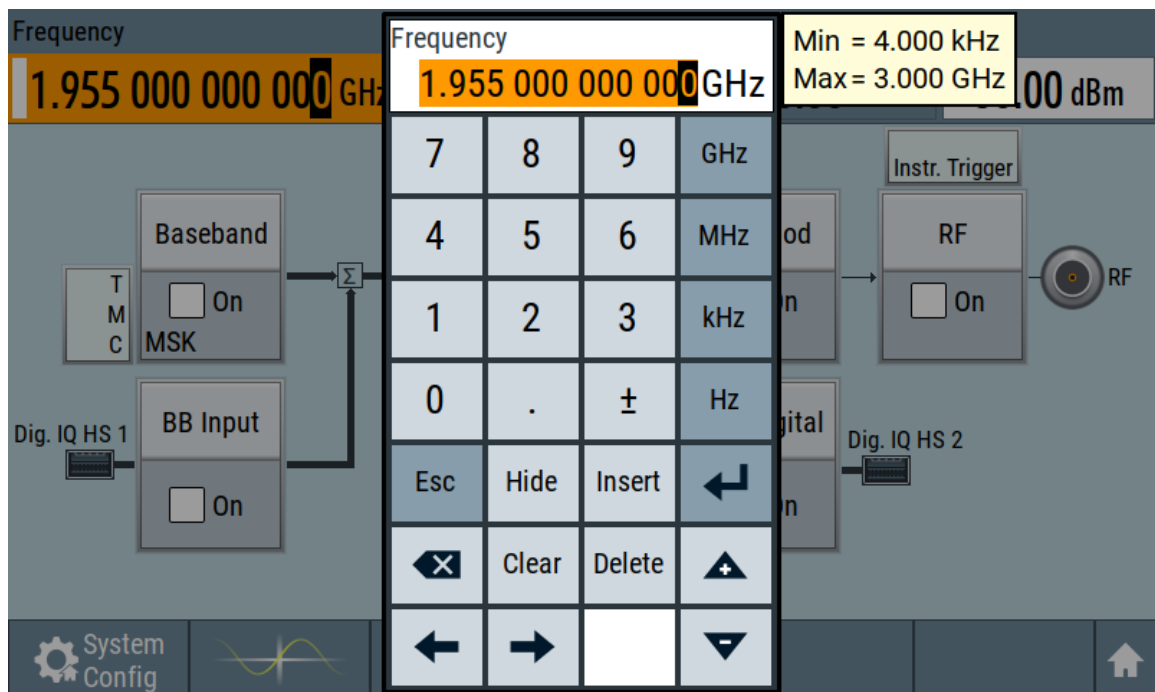 Frequency
1.955 000 000 000 GHz
.00 dBm
Frequency
1.955 000 000 000 GHz
Min = 4.000 kHz
Max = 3.000 GHz
7 8 9 GHz
4 5 6 MHz
1 2 3 kHz
0 . ± Hz
Esc Hide Insert
Clear Delete
Instr. Trigger
Baseband
On
MSK
T
M
C
Σ
od
RF
On
RF
BB Input
On
Dig. IQ HS 1
gital
Dig. IQ HS 2
System
Config